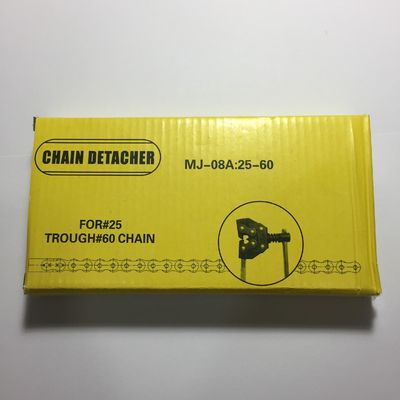 CHAIN DETACHER
MJ-08A:25-60
FOR#25
TROUGH#60 CHAIN